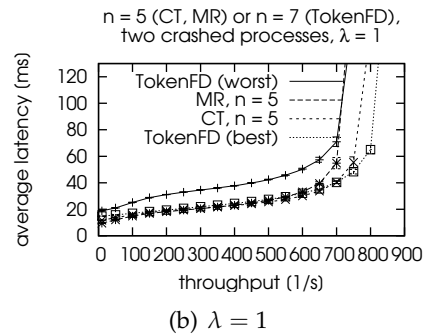 n = 5 (CT, MR) or n = 7 (TokenFD),
two crashed processes, λ = 1
average latency (ms)
120
100
80
60
40
20
0
TokenFD (worst)
MR, n = 5
CT, n = 5
TokenFD (best)
0 100 200 300 400 500 600 700 800 900
throughput [1/s]
(b) λ = 1